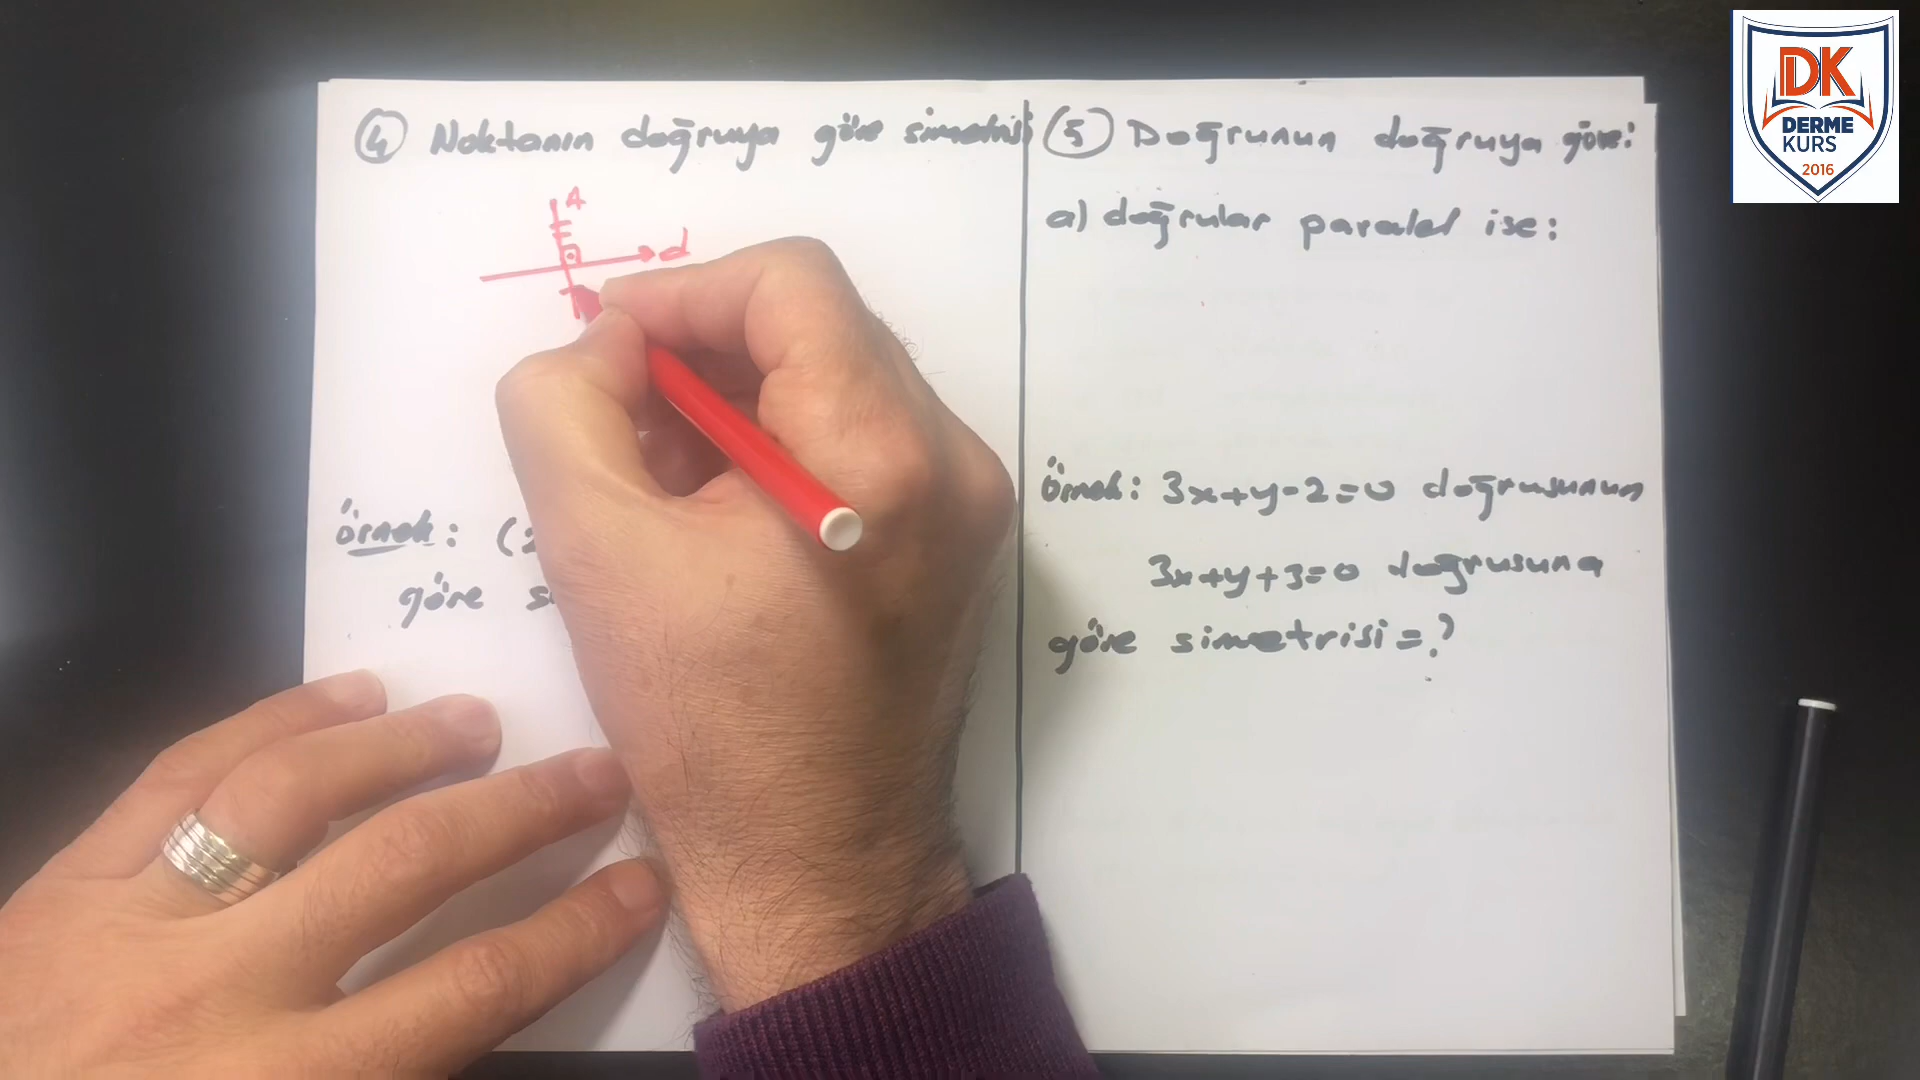 ④ Noktanın doğruya göre simetrisi
A
d
Örnek: (2
göre s
⑤ Doğrunun doğruya göre:
a) doğrular paralel ise:
Örnek: 3x+y-2=0 doğrusunun
3x+y+3=0 doğrusuna
göre simetrisi=?
DK
DERME
KURS
2016